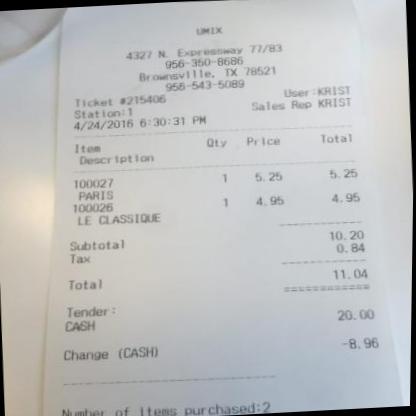 UMIX
4327 N. Expressway 77/83
956-350-8686
Brownsville, TX 78521
956-543-5089
Ticket #215406 User:KRIST
Station:1 Sales Rep KRIST
4/24/2016 6:30:31 PM
Item Qty Price Total
Description
100027 1 5.25 5.25
PARIS
100026 1 4.95 4.95
LE CLASSIQUE
Subtotal 10.20
Tax 0.84
Total 11.04
Tender:
CASH 20.00
Change (CASH) -8.96
Number of Items purchased:2